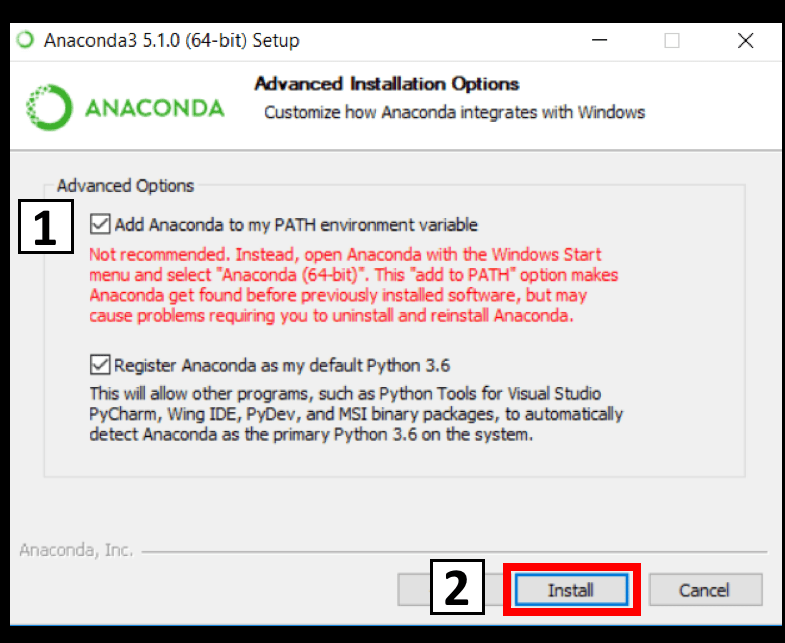 Anaconda3 5.1.0 (64-bit) Setup
ANACONDA
Advanced Installation Options
Customize how Anaconda integrates with Windows
Advanced Options
1
Add Anaconda to my PATH environment variable
Not recommended. Instead, open Anaconda with the Windows Start
menu and select "Anaconda (64-bit)". This "add to PATH" option makes
Anaconda get found before previously installed software, but may
cause problems requiring you to uninstall and reinstall Anaconda.
Register Anaconda as my default Python 3.6
This will allow other programs, such as Python Tools for Visual Studio
PyCharm, Wing IDE, PyDev, and MSI binary packages, to automatically
detect Anaconda as the primary Python 3.6 on the system.
Anaconda, Inc.
2
Install
Cancel